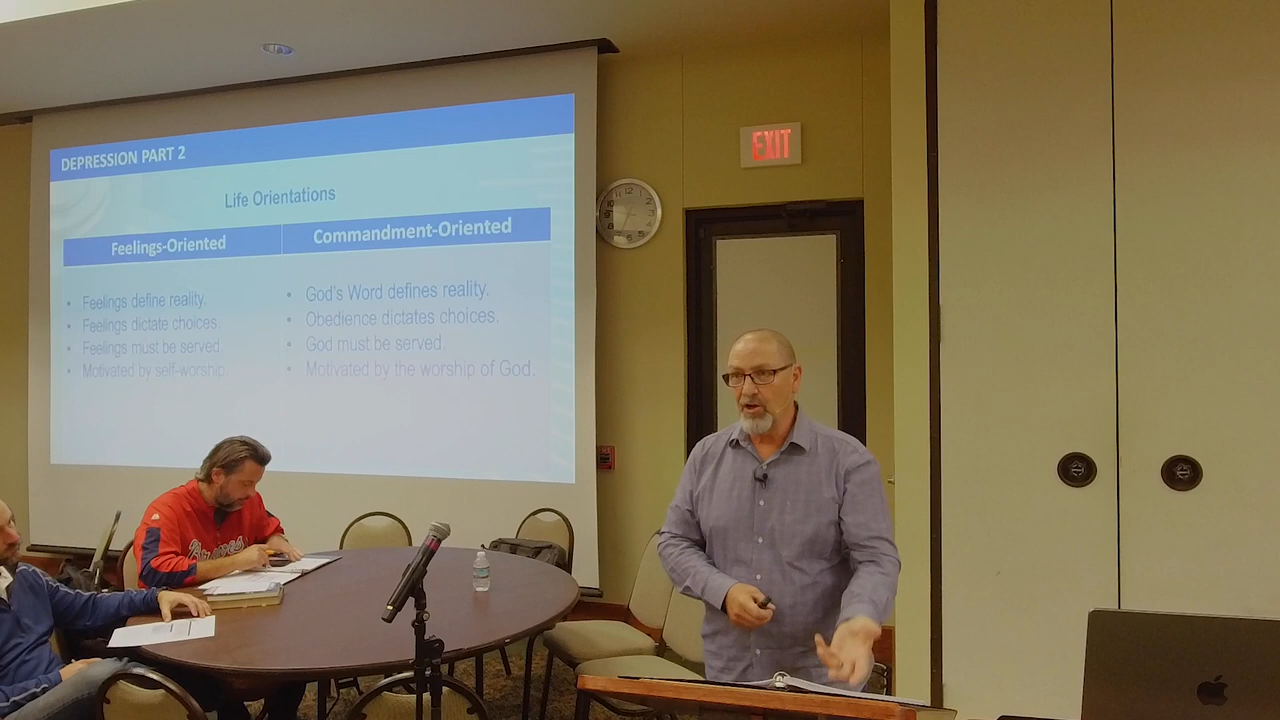 DEPRESSION PART 2
Life Orientations
Feelings-Oriented
Commandment-Oriented
• Feelings define reality.
• Feelings dictate choices.
• Feelings must be served
• Motivated by self-worship.
• God's Word defines reality.
• Obedience dictates choices.
• God must be served.
• Motivated by the worship of God.
EXIT
Braves